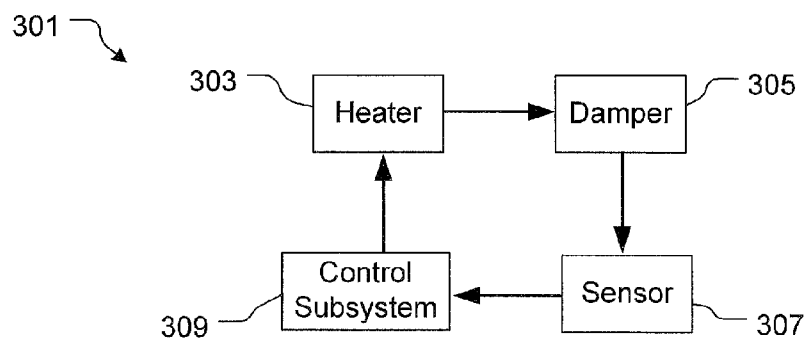 301
303
Heater
Damper
305
Control
Subsystem
309
Sensor
307